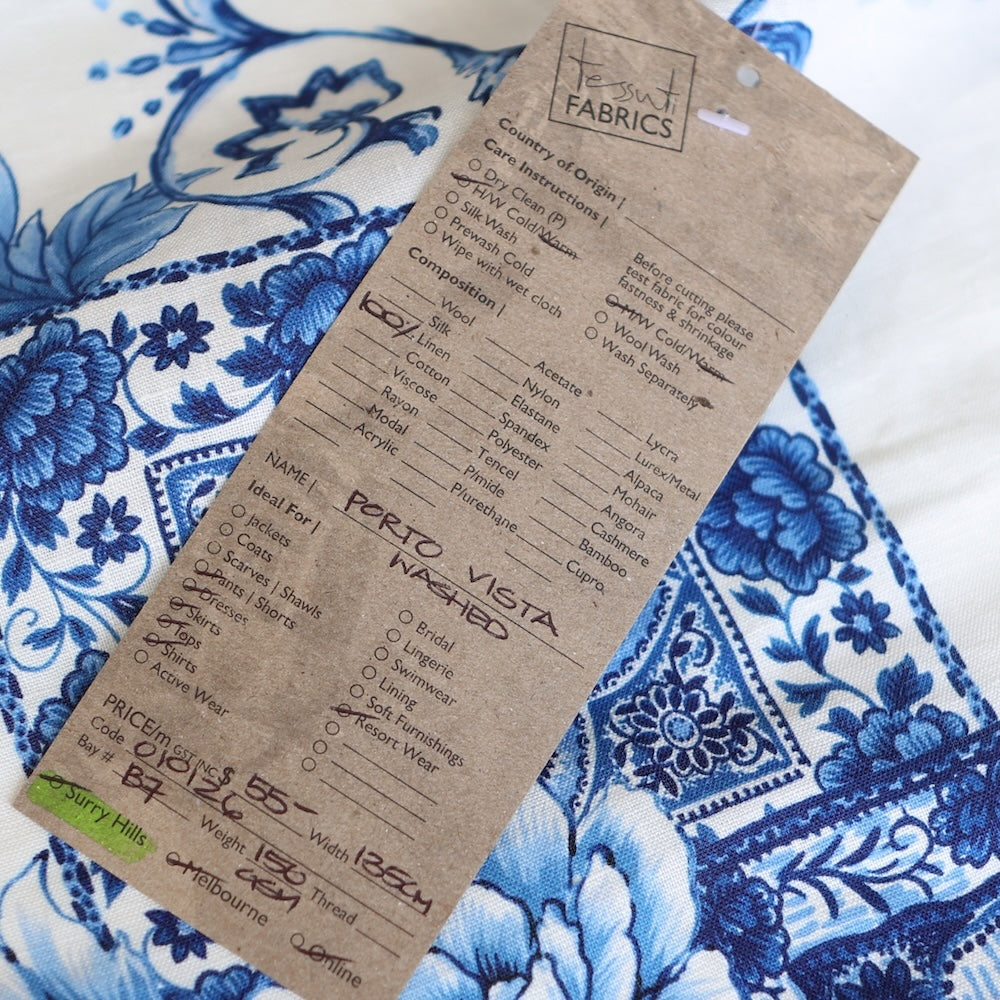 tessuti
FABRICS
Country of Origin |
Care Instructions |
Dry Clean (P)
H/W Cold/Warm
Silk Wash
Prewash Cold
Wipe with wet cloth
Before cutting please
test fabric for colour
fastness & shrinkage
H/W Cold/Warm
Wool Wash
Wash Separately
Composition |
Wool
Silk
100% Linen
Cotton
Viscose
Rayon
Modal
Acrylic
Acetate
Nylon
Elastane
Spandex
Polyester
Tencel
P/mide
P/urethane
Lycra
Lurex/Metal
Alpaca
Mohair
Angora
Cashmere
Bamboo
Cupro
NAME | PORTO VISTA
WASHED
Ideal For |
Jackets
Coats
Scarves | Shawls
Pants | Shorts
Dresses
Skirts
Tops
Shirts
Active Wear
Bridal
Lingerie
Swimwear
Lining
Soft Furnishings
Resort Wear
PRICE/m GST INC $ 55-
Code 0101-26 Width 135CM
Bay # B7 Weight 150 GSM Thread
Surry Hills
Melbourne
Online